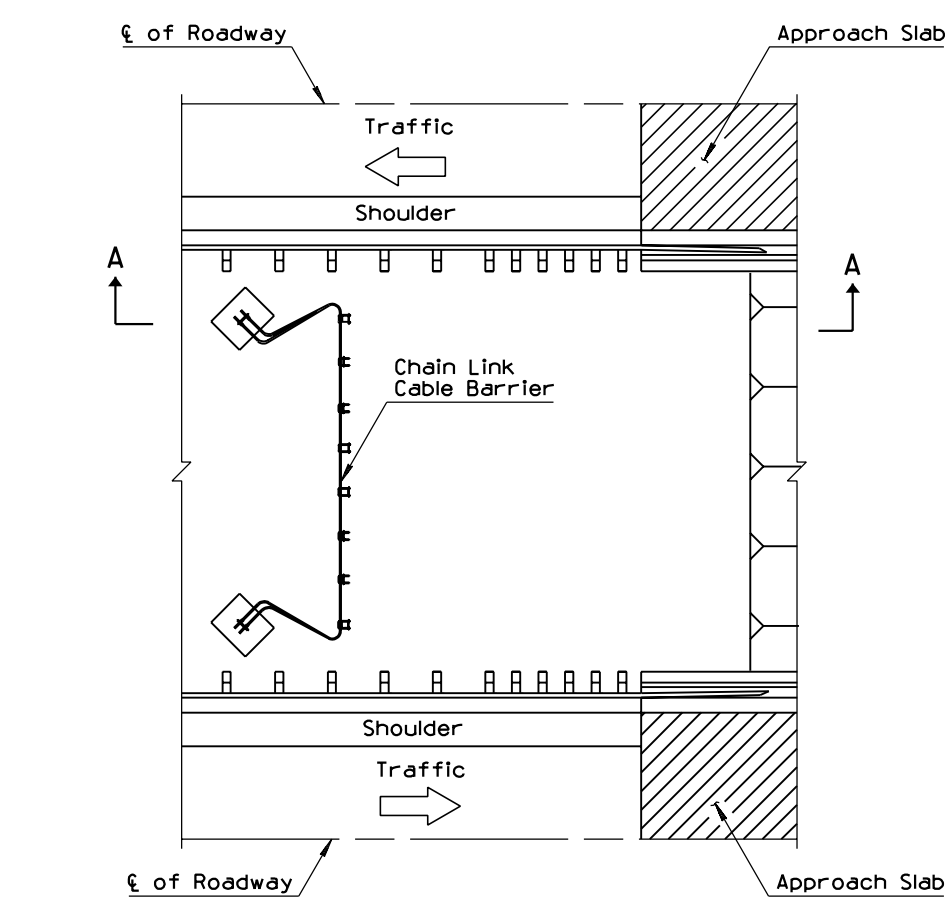 ℄ of Roadway
Approach Slab
Traffic
Shoulder
A
A
Chain Link
Cable Barrier
Shoulder
Traffic
℄ of Roadway
Approach Slab